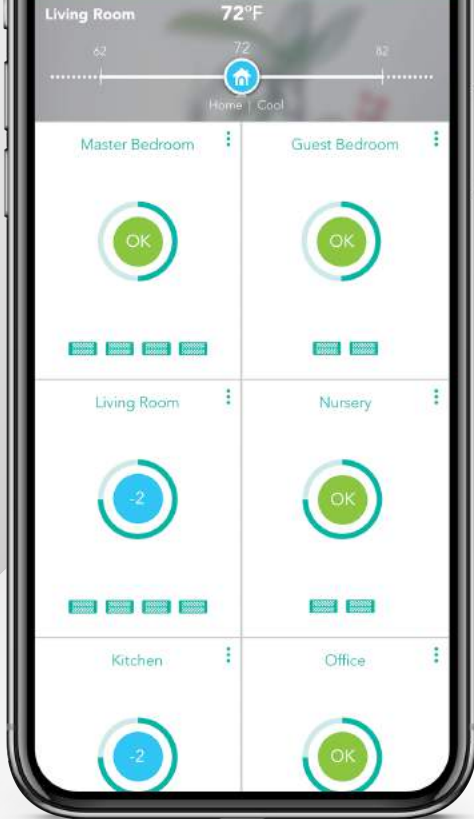 Living Room 72°F
62 72 82
Home | Cool
Master Bedroom Guest Bedroom
OK OK
Living Room Nursery
-2 OK
Kitchen Office
-2 OK